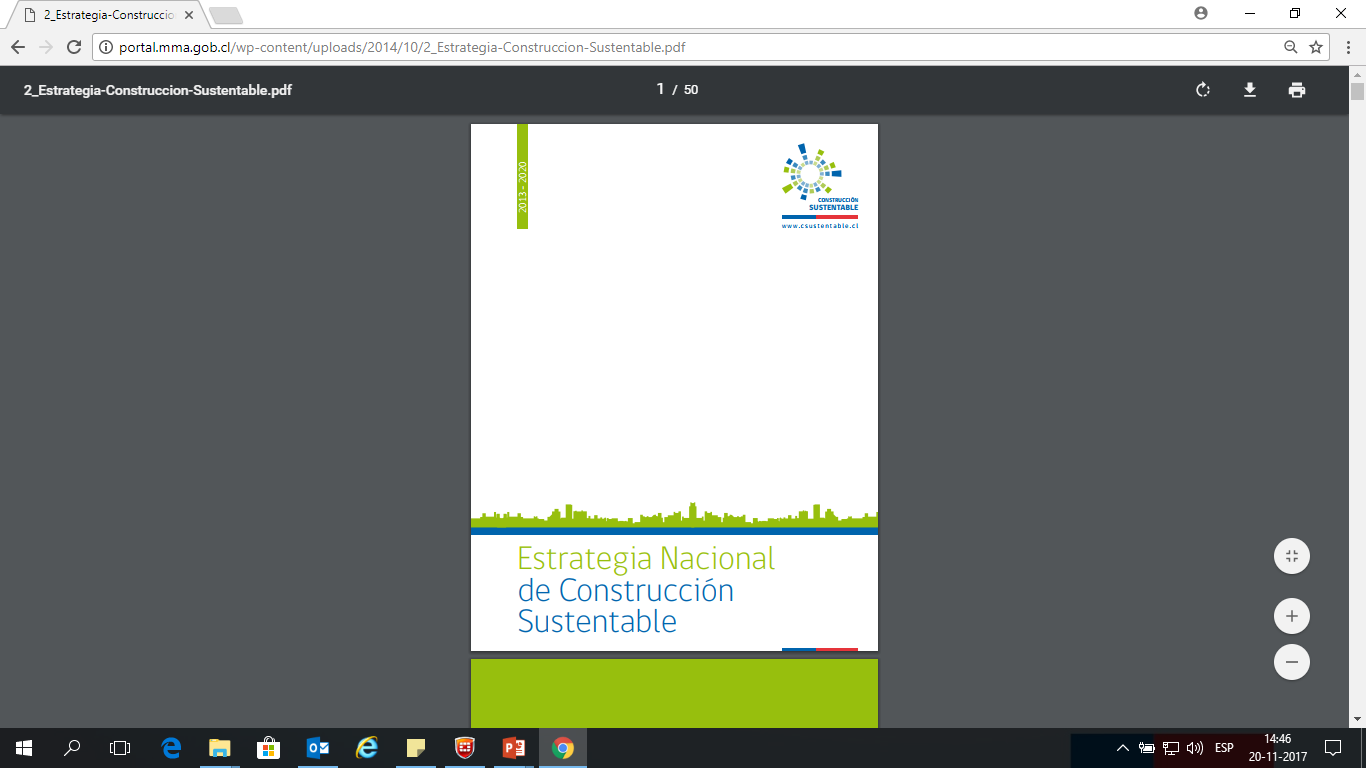 2_Estrategia-Construccio
portal.mma.gob.cl/wp-content/uploads/2014/10/2_Estrategia-Construccion-Sustentable.pdf
2_Estrategia-Construccion-Sustentable.pdf
1 / 50
2013 - 2020
CONSTRUCCIÓN
SUSTENTABLE
www.csustentable.cl
Estrategia Nacional
de Construcción
Sustentable
ESP
14:46
20-11-2017